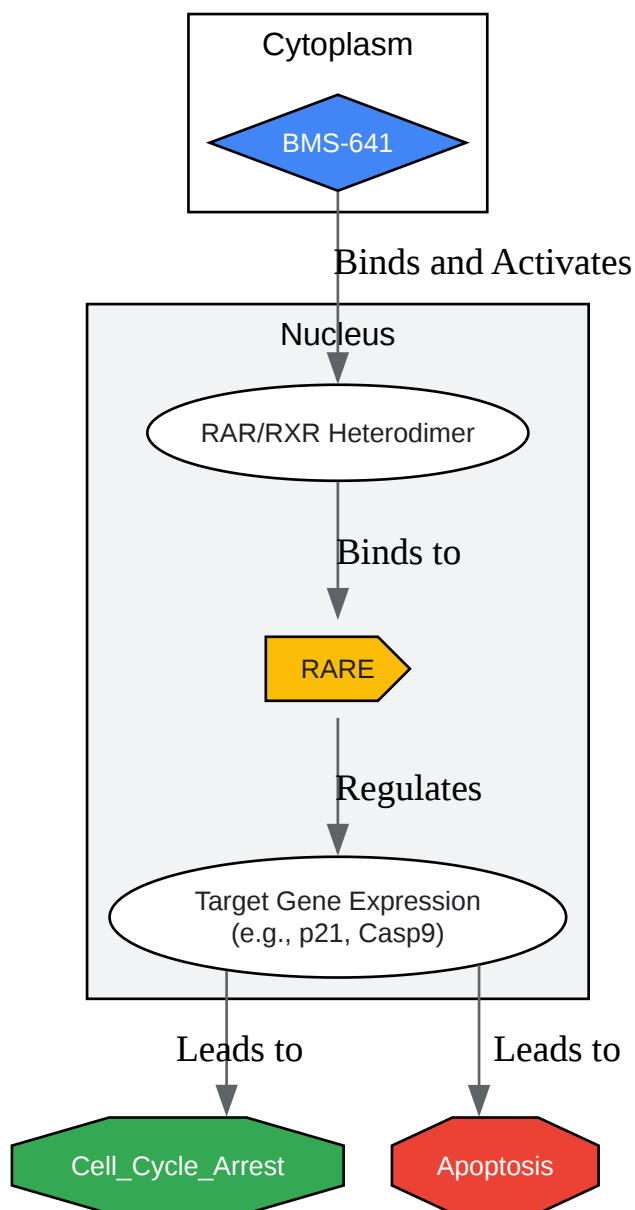 Cytoplasm
BMS-641
Binds and Activates
Nucleus
RAR/RXR Heterodimer
Binds to
RARE
Regulates
Target Gene Expression
(e.g., p21, Casp9)
Leads to
Leads to
Cell_Cycle_Arrest
Apoptosis